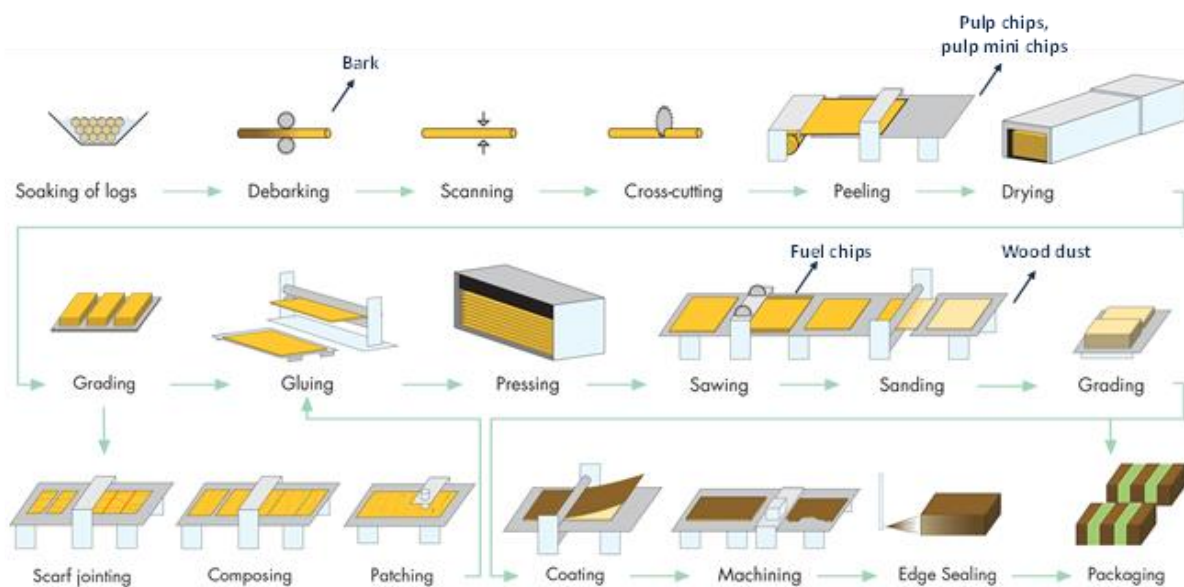 Pulp chips,
pulp mini chips
Bark
Soaking of logs
Debarking
Scanning
Cross-cutting
Peeling
Drying
Fuel chips
Wood dust
Grading
Gluing
Pressing
Sawing
Sanding
Grading
Scarf jointing
Composing
Patching
Coating
Machining
Edge Sealing
Packaging